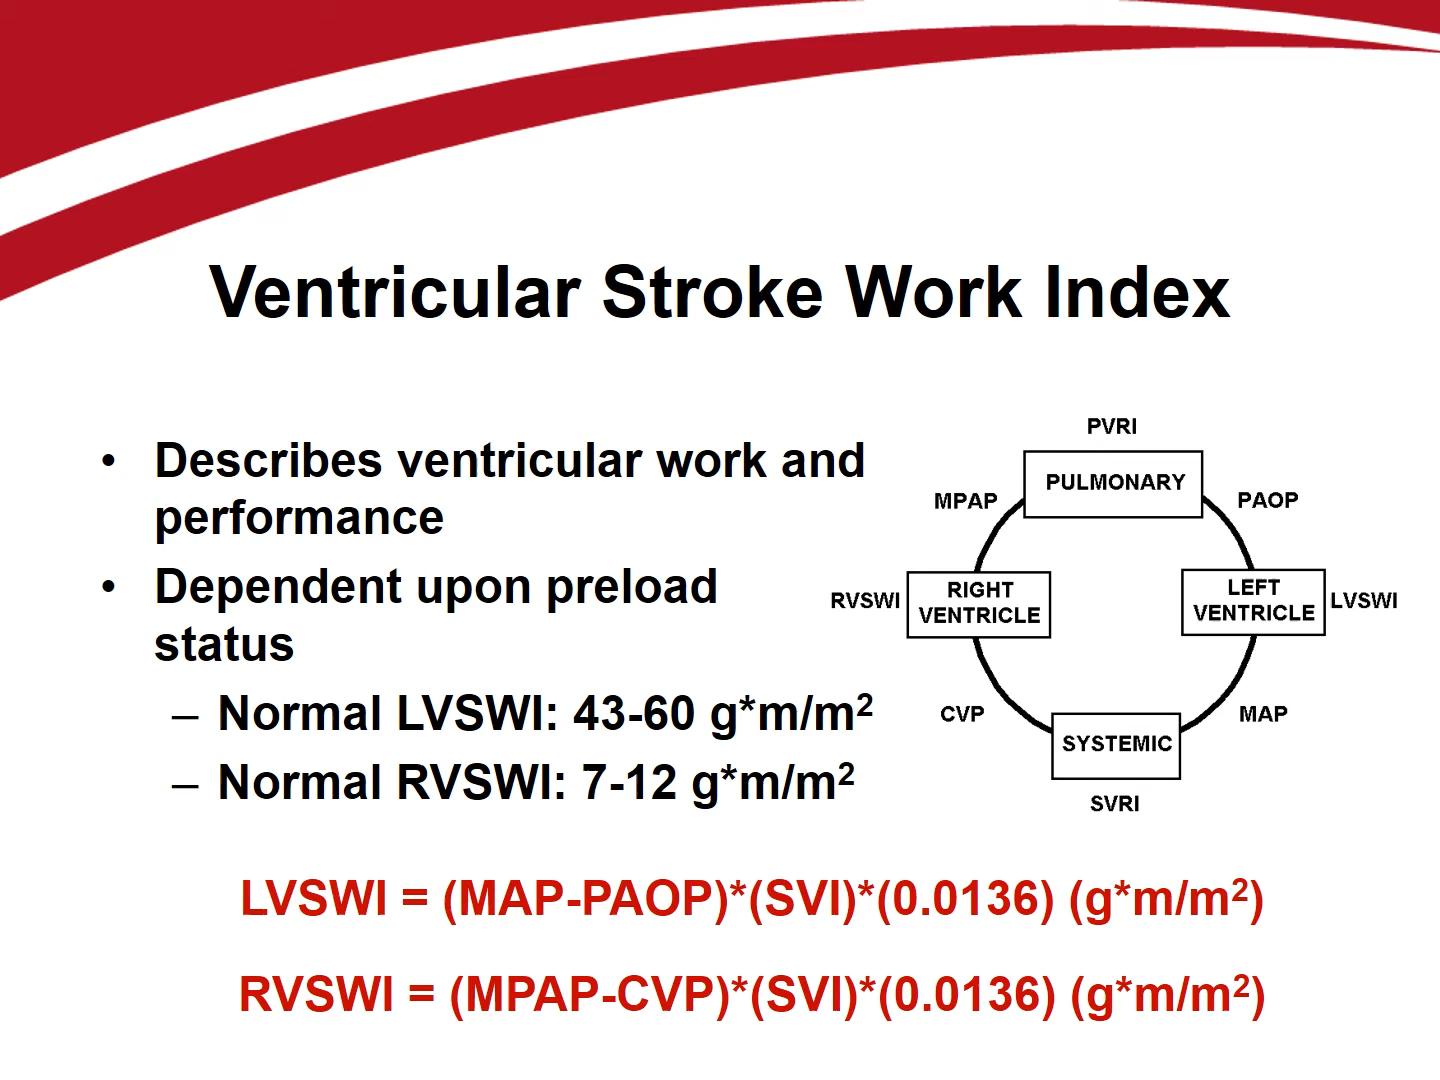 Ventricular Stroke Work Index
• Describes ventricular work and
performance
• Dependent upon preload
status
– Normal LVSWI: 43-60 g*m/m²
– Normal RVSWI: 7-12 g*m/m²
PVRI
PULMONARY
MPAP
PAOP
RVSWI
RIGHT
VENTRICLE
LEFT
VENTRICLE
LVSWI
CVP
MAP
SYSTEMIC
SVRI
LVSWI = (MAP-PAOP)*(SVI)*(0.0136) (g*m/m²)
RVSWI = (MPAP-CVP)*(SVI)*(0.0136) (g*m/m²)